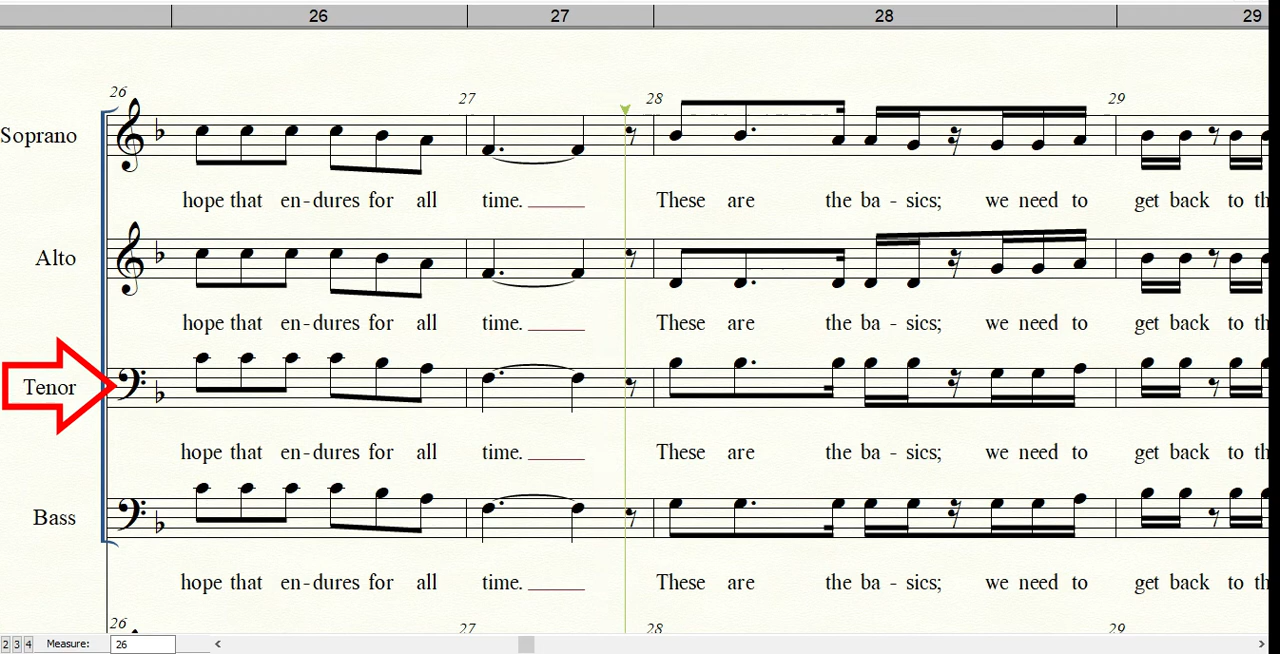 26 27 28 29
26 27 28 29
Soprano
hope that en-dures for all time. These are the ba - sics; we need to get back to th
Alto
hope that en-dures for all time. These are the ba - sics; we need to get back to th
Tenor
hope that en-dures for all time. These are the ba - sics; we need to get back to th
Bass
hope that en-dures for all time. These are the ba - sics; we need to get back to th
26 27 28 29
2 3 4 Measure: 26